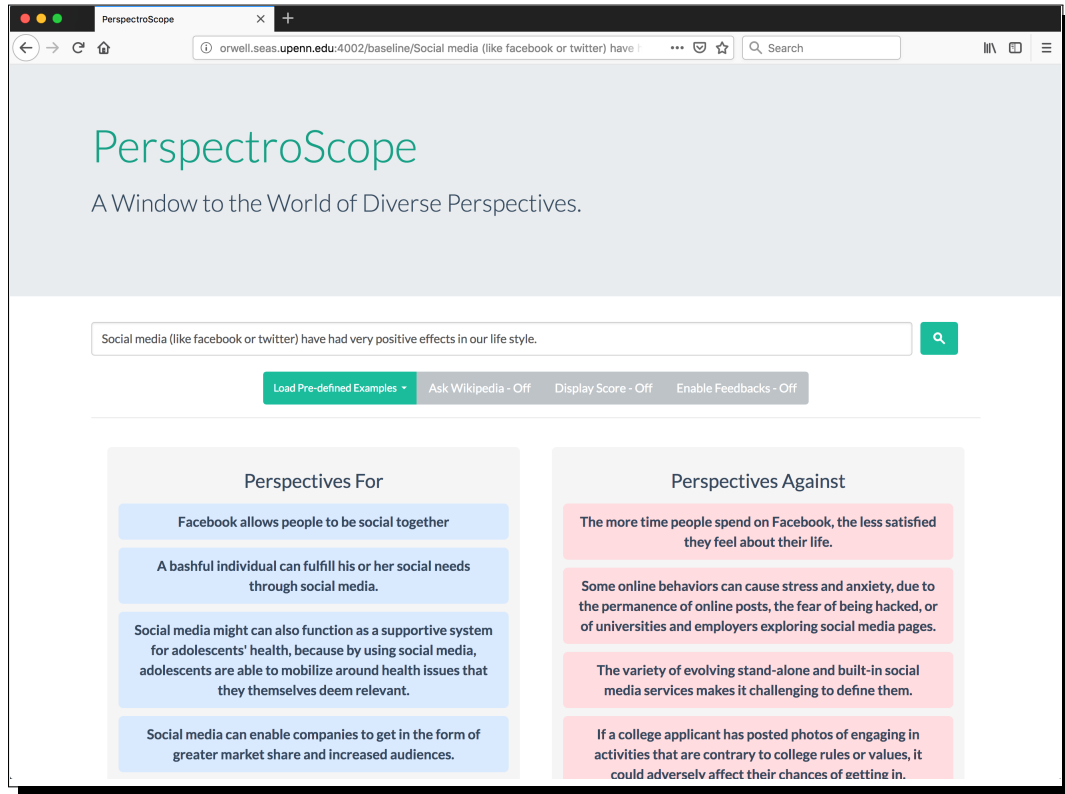 PerspectroScope
orwell.seas.upenn.edu:4002/baseline/Social media (like facebook or twitter) have
Search
PerspectroScope
A Window to the World of Diverse Perspectives.
Social media (like facebook or twitter) have had very positive effects in our life style.
Load Pre-defined Examples
Ask Wikipedia - Off
Display Score - Off
Enable Feedbacks - Off
Perspectives For
Facebook allows people to be social together
A bashful individual can fulfill his or her social needs
through social media.
Social media might can also function as a supportive system
for adolescents' health, because by using social media,
adolescents are able to mobilize around health issues that
they themselves deem relevant.
Social media can enable companies to get in the form of
greater market share and increased audiences.
Perspectives Against
The more time people spend on Facebook, the less satisfied
they feel about their life.
Some online behaviors can cause stress and anxiety, due to
the permanence of online posts, the fear of being hacked, or
of universities and employers exploring social media pages.
The variety of evolving stand-alone and built-in social
media services makes it challenging to define them.
If a college applicant has posted photos of engaging in
activities that are contrary to college rules or values, it
could adversely affect their chances of getting in.